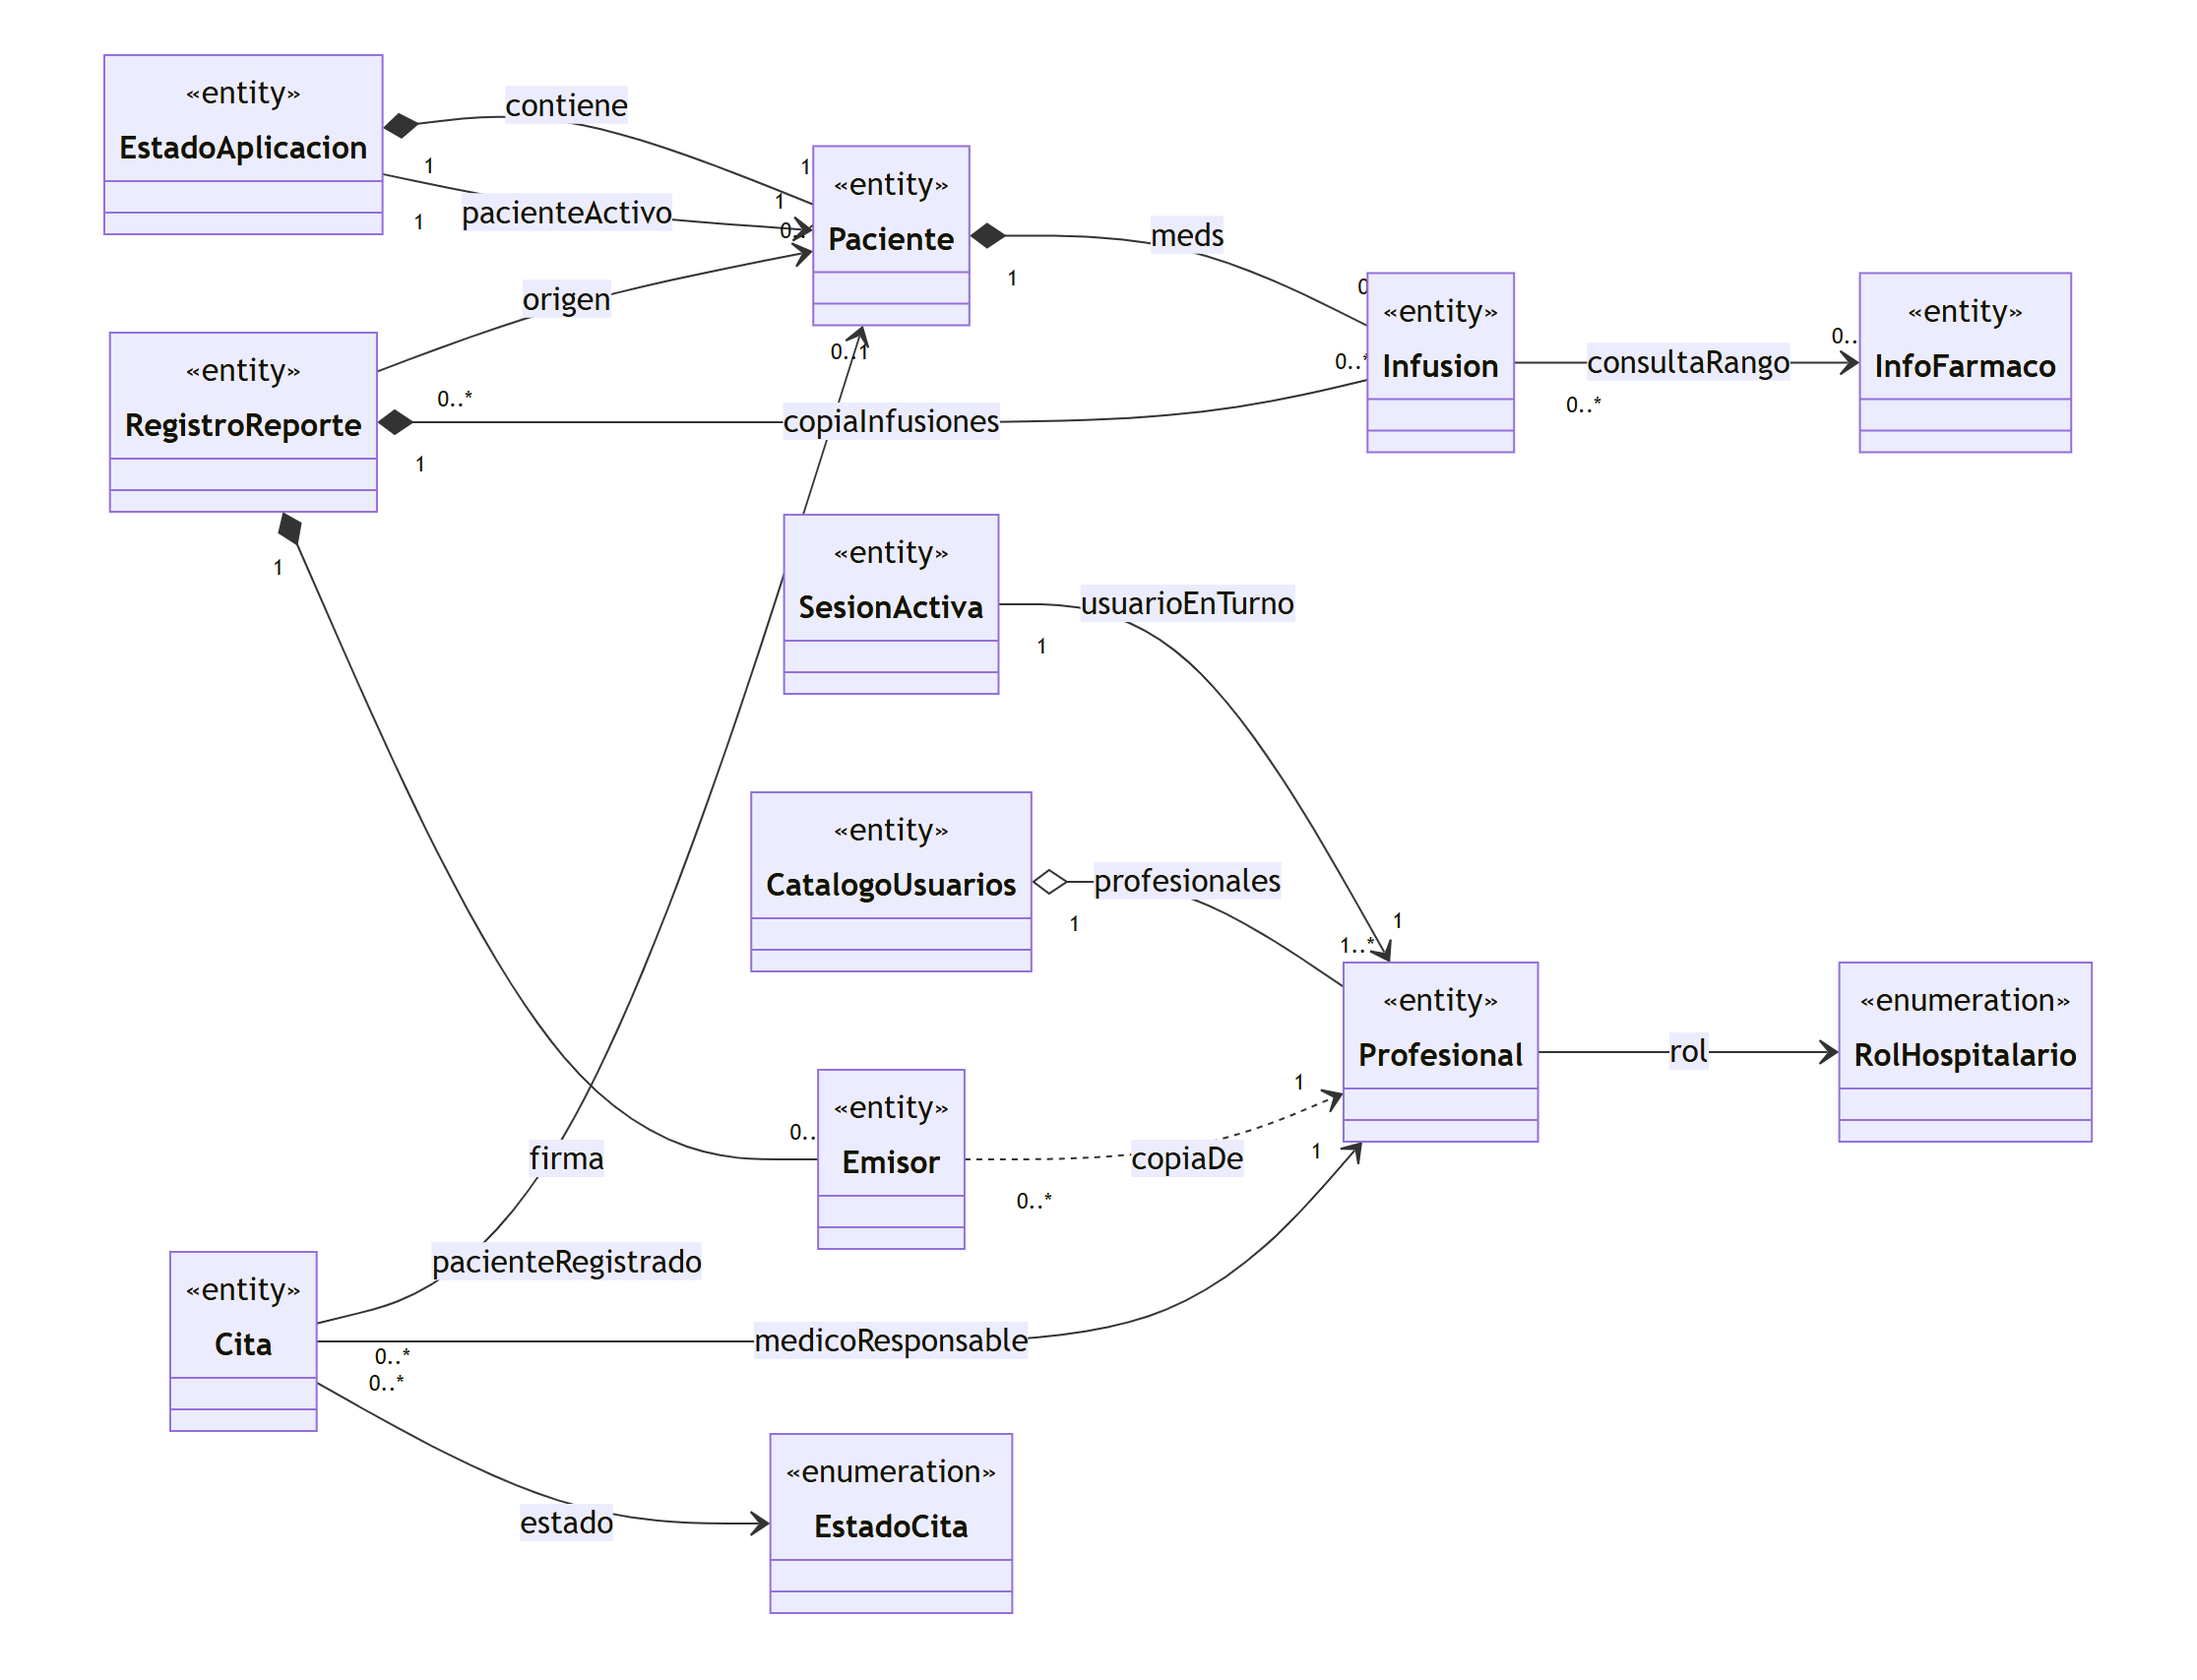 «entity»
EstadoAplicacion
contiene
1
1
pacienteActivo
1
1
0..
«entity»
Paciente
meds
1
0
origen
«entity»
RegistroReporte
0..*
1
1
copiaInfusiones
0..1
0..*
«entity»
Infusion
consultaRango
0..*
0..
«entity»
InfoFarmaco
«entity»
SesionActiva
usuarioEnTurno
1
1
«entity»
CatalogoUsuarios
profesionales
1
1..*
«entity»
Profesional
rol
«enumeration»
RolHospitalario
0..
«entity»
Emisor
copiaDe
0..*
1
1
firma
pacienteRegistrado
«entity»
Cita
0..*
0..*
medicoResponsable
estado
«enumeration»
EstadoCita